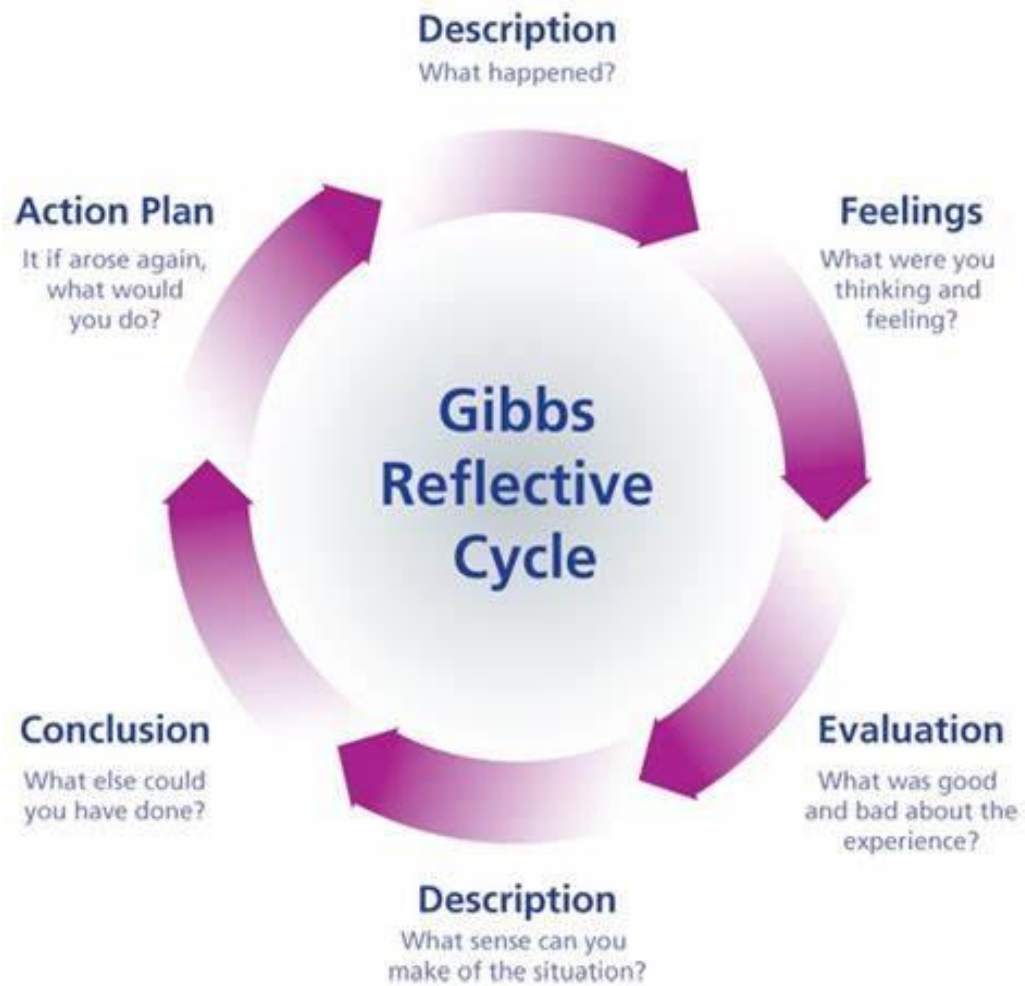 Description
What happened?
Feelings
What were you
thinking and
feeling?
Evaluation
What was good
and bad about the
experience?
Description
What sense can you
make of the situation?
Conclusion
What else could
you have done?
Action Plan
It if arose again,
what would
you do?
Gibbs
Reflective
Cycle